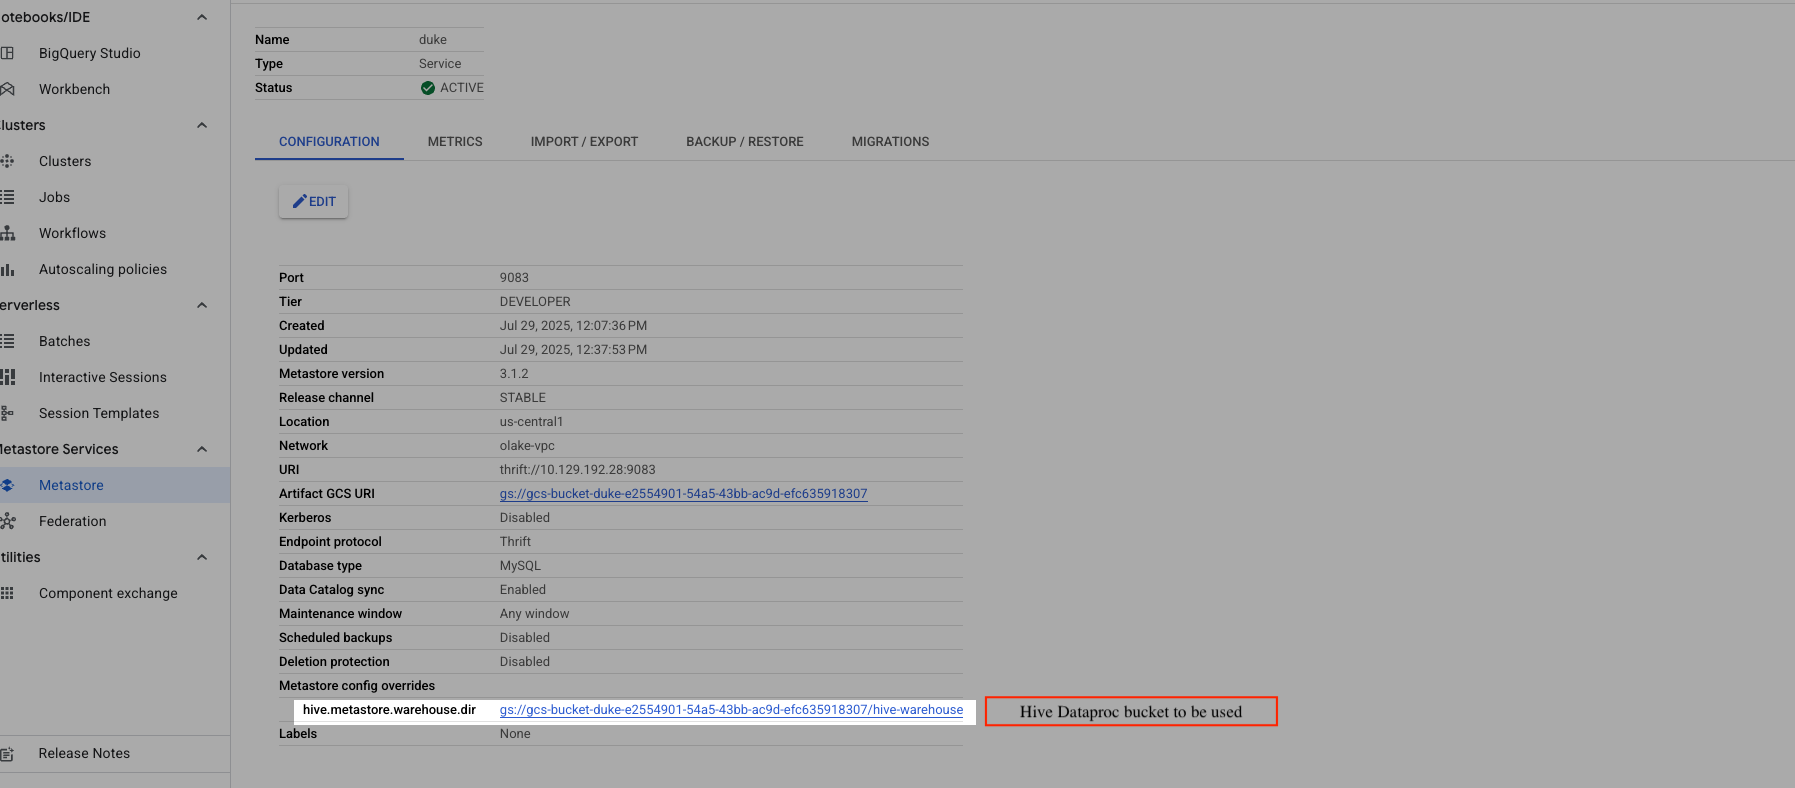 otebooks/IDE
BigQuery Studio
Workbench
lusters
Clusters
Jobs
Workflows
Autoscaling policies
erverless
Batches
Interactive Sessions
Session Templates
etastore Services
Metastore
Federation
tilities
Component exchange
Release Notes
Name duke
Type Service
Status ACTIVE
CONFIGURATION METRICS IMPORT / EXPORT BACKUP / RESTORE MIGRATIONS
EDIT
Port 9083
Tier DEVELOPER
Created Jul 29, 2025, 12:07:36 PM
Updated Jul 29, 2025, 12:37:53 PM
Metastore version 3.1.2
Release channel STABLE
Location us-central1
Network olake-vpc
URI thrift://10.129.192.28:9083
Artifact GCS URI gs://gcs-bucket-duke-e2554901-54a5-43bb-ac9d-efc635918307
Kerberos Disabled
Endpoint protocol Thrift
Database type MySQL
Data Catalog sync Enabled
Maintenance window Any window
Scheduled backups Disabled
Deletion protection Disabled
Metastore config overrides
hive.metastore.warehouse.dir gs://gcs-bucket-duke-e2554901-54a5-43bb-ac9d-efc635918307/hive-warehouse Hive Dataproc bucket to be used
Labels None